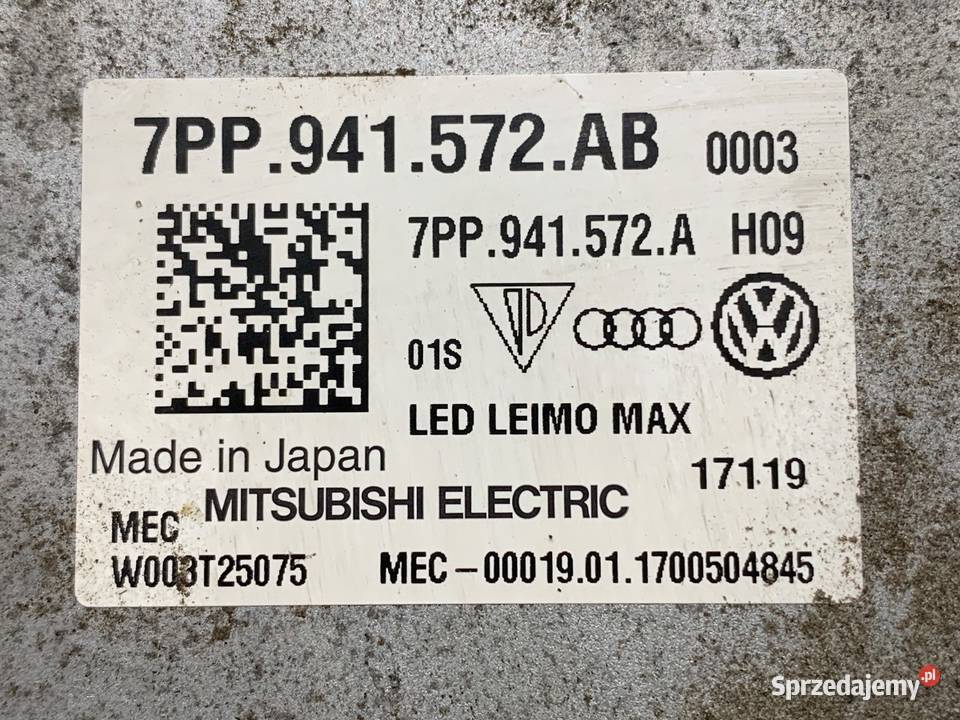 7PP.941.572.AB 0003
7PP.941.572.A H09
01S
LED LEIMO MAX
Made in Japan
17119
MITSUBISHI ELECTRIC
MEC
W003T25075 MEC-00019.01.1700504845
Sprzedajemy.pl